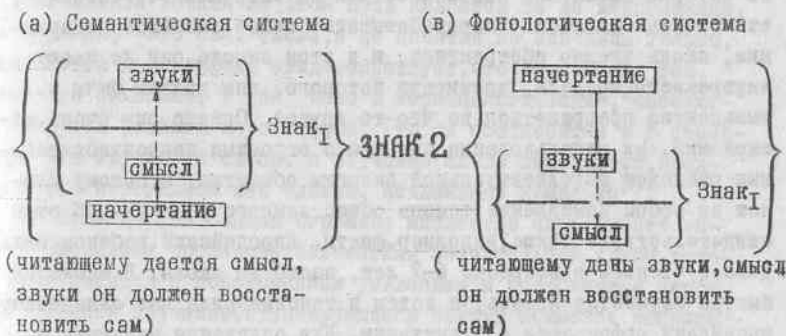 (а) Семантическая система
звуки
Знак I
смысл
начертание
(читающему дается смысл,
звуки он должен восста-
новить сам)
ЗНАК 2
(в) Фонологическая система
начертание
звуки
Знак I
смысл
( читающему даны звуки, смысл
он должен восстановить
сам)